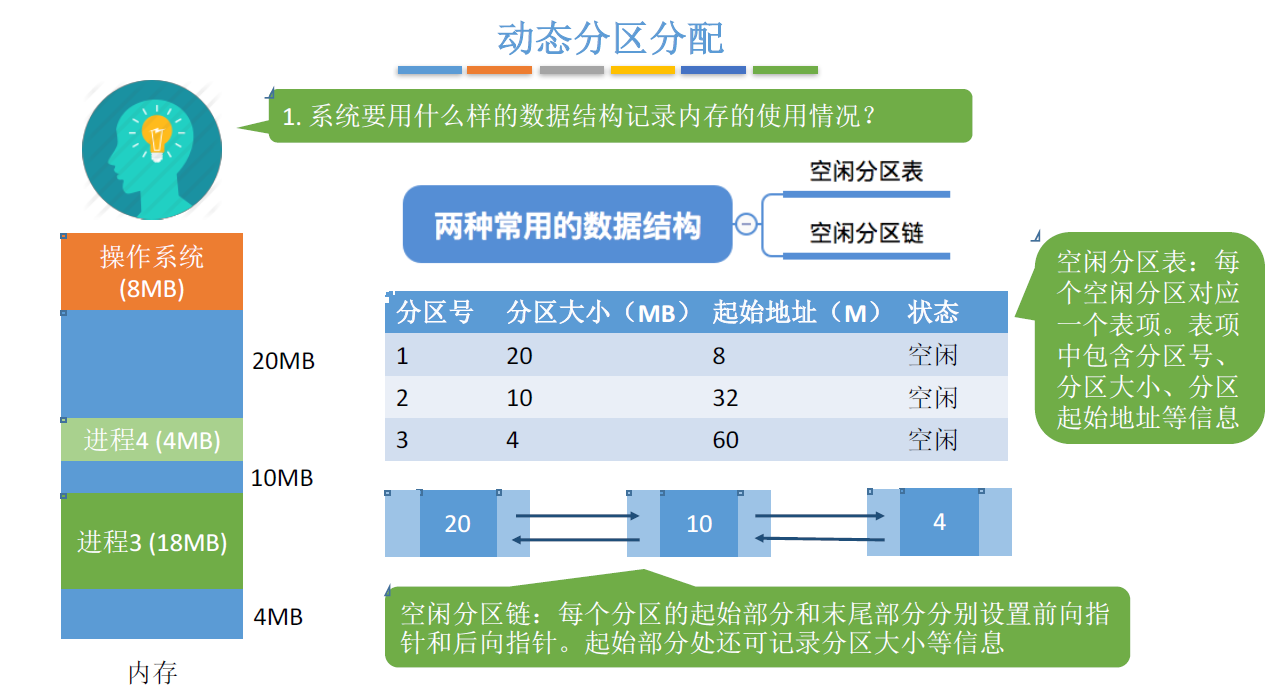 动态分区分配
1. 系统要用什么样的数据结构记录内存的使用情况？
两种常用的数据结构
空闲分区表
空闲分区链
操作系统
(8MB)
20MB
进程4 (4MB)
10MB
进程3 (18MB)
4MB
内存
分区号 分区大小（MB） 起始地址（M） 状态
1 20 8 空闲
2 10 32 空闲
3 4 60 空闲
空闲分区表：每
个空闲分区对应
一个表项。表项
中包含分区号、
分区大小、分区
起始地址等信息
20 10 4
空闲分区链：每个分区的起始部分和末尾部分分别设置前向指
针和后向指针。起始部分处还可记录分区大小等信息